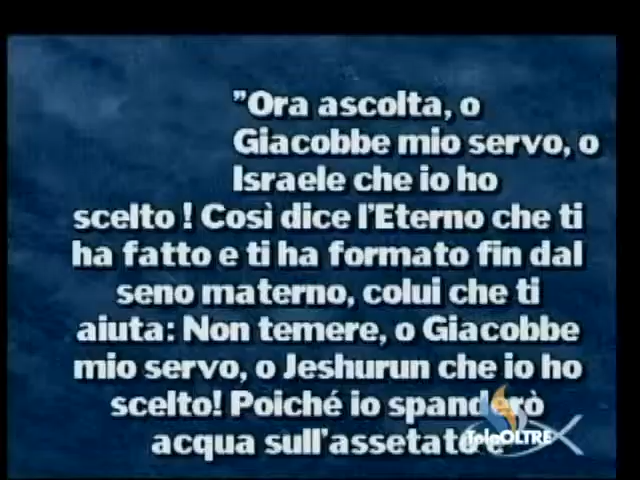 "Ora ascolta, o
Giacobbe mio servo, o
Israele che io ho
scelto ! Così dice l'Eterno che ti
ha fatto e ti ha formato fin dal
seno materno, colui che ti
aiuta: Non temere, o Giacobbe
mio servo, o Jeshurun che io ho
scelto! Poiché io spanderò
acqua sull'assetato e
TeleOLTRE